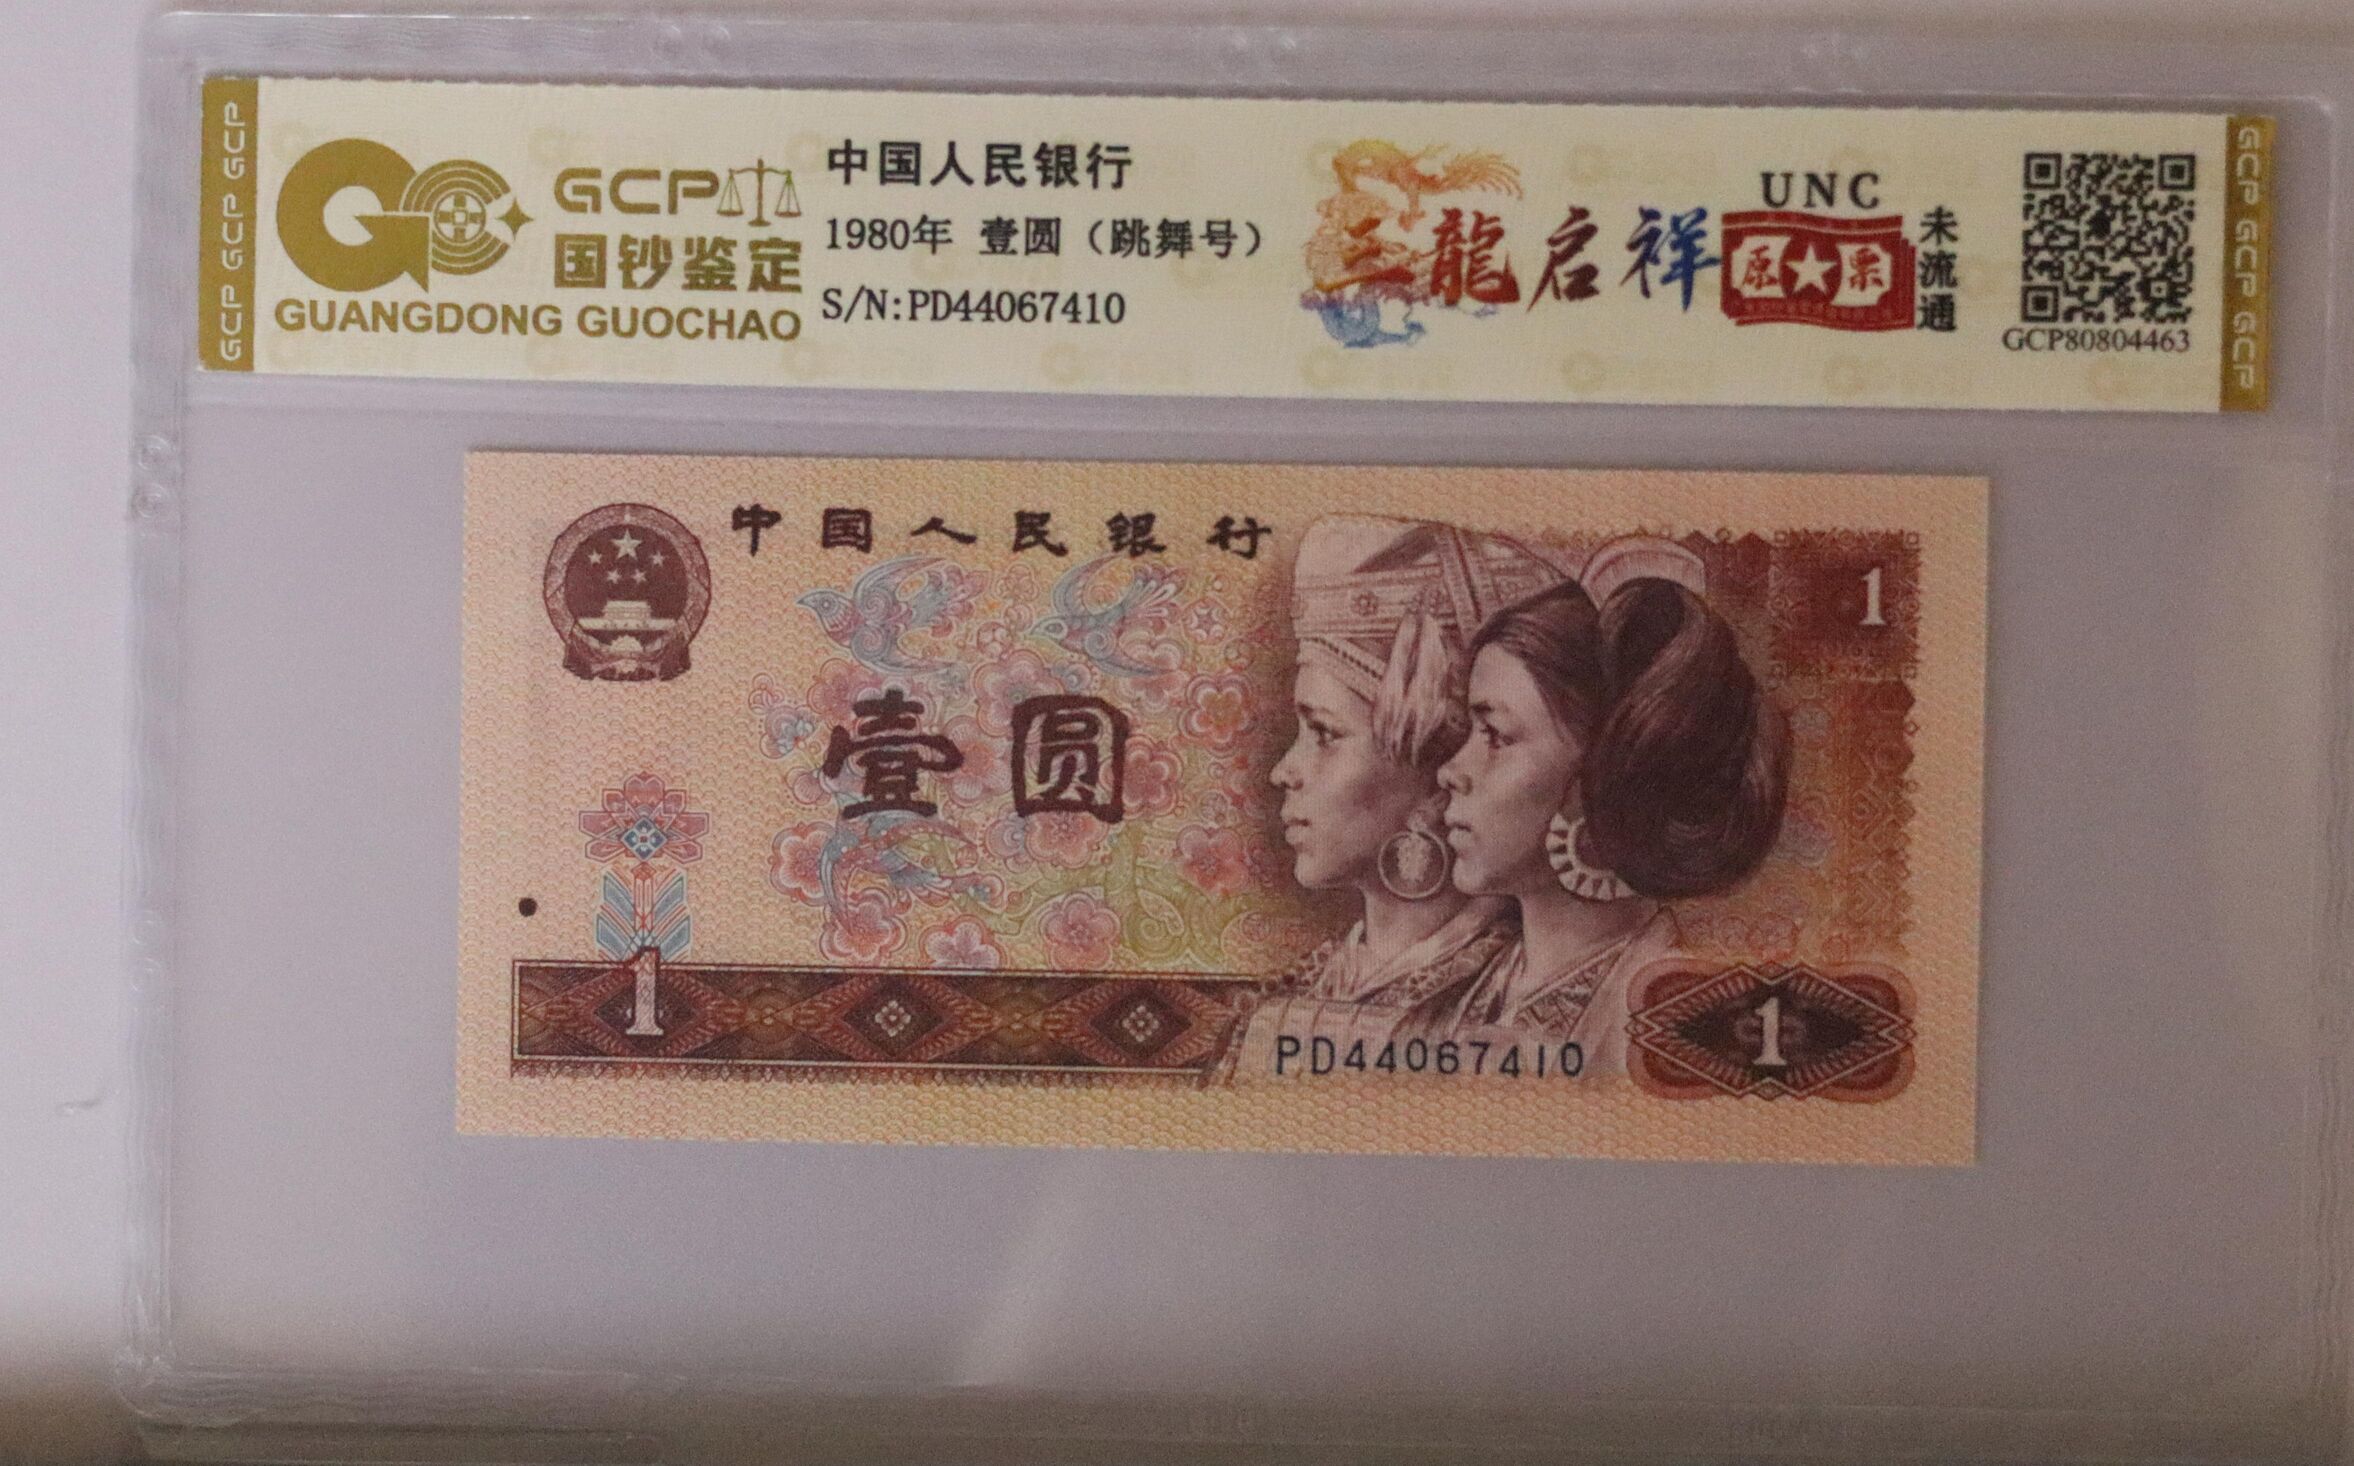 GCP GCP GCP
GCP
国钞鉴定
GUANGDONG GUOCHAO
中国人民银行
1980年 壹圆（跳舞号）
S/N:PD44067410
三龍启祥
UNC
原★票
未流通
GCP80804463
GCP GCP GCP
中国人民银行
1
壹圆
1
PD44067410
1